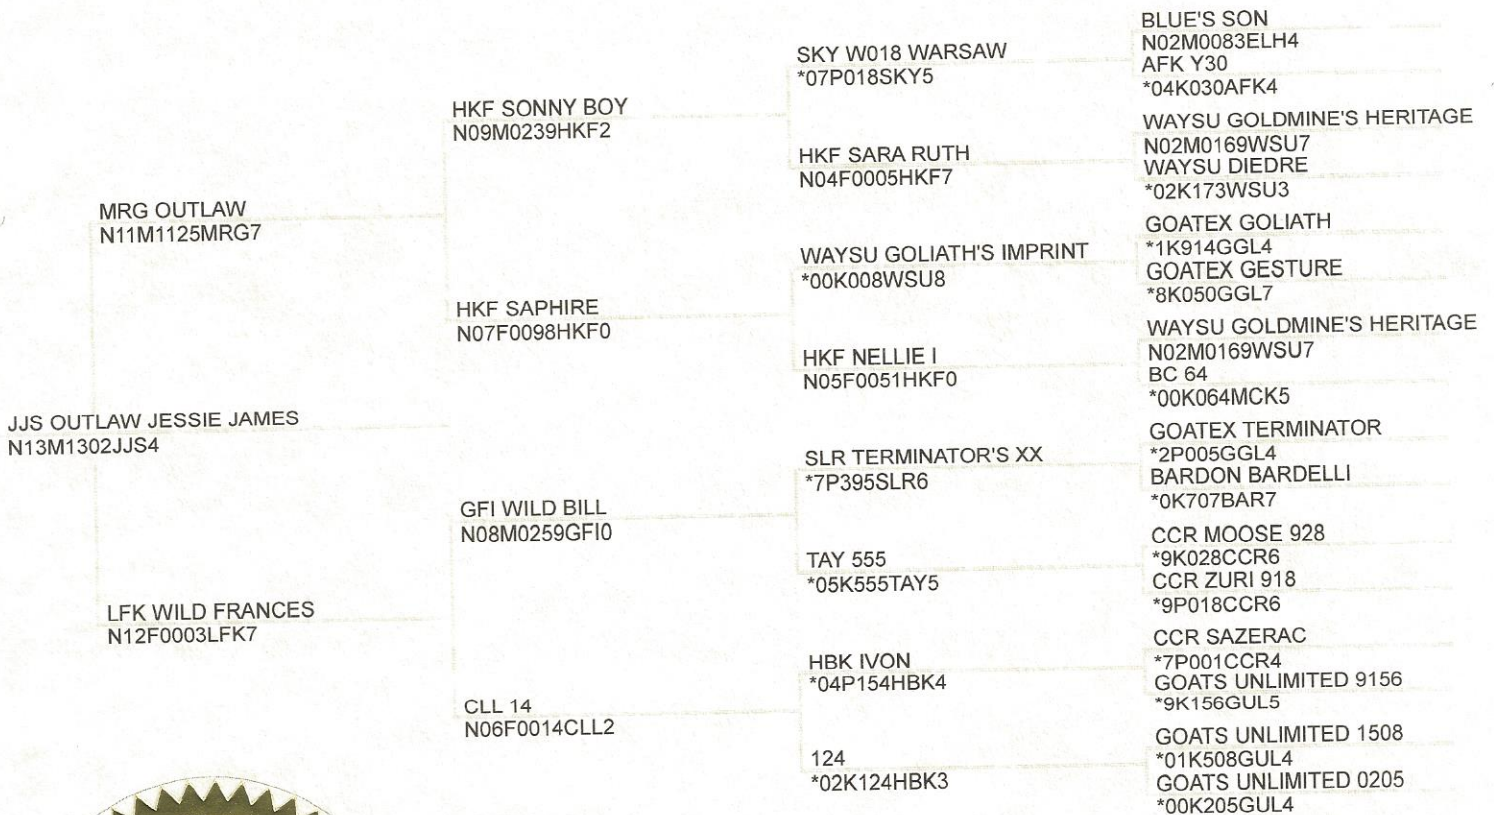 BLUE'S SON
N02M0083ELH4
SKY W018 WARSAW
*07P018SKY5
AFK Y30
*04K030AFK4
HKF SONNY BOY
N09M0239HKF2
WAYSU GOLDMINE'S HERITAGE
N02M0169WSU7
HKF SARA RUTH
N04F0005HKF7
WAYSU DIEDRE
*02K173WSU3
MRG OUTLAW
N11M1125MRG7
GOATEX GOLIATH
*1K914GGL4
WAYSU GOLIATH'S IMPRINT
*00K008WSU8
GOATEX GESTURE
*8K050GGL7
HKF SAPHIRE
N07F0098HKF0
WAYSU GOLDMINE'S HERITAGE
N02M0169WSU7
HKF NELLIE I
N05F0051HKF0
BC 64
*00K064MCK5
JJS OUTLAW JESSIE JAMES
N13M1302JJS4
GOATEX TERMINATOR
*2P005GGL4
SLR TERMINATOR'S XX
*7P395SLR6
BARDON BARDELLI
*0K707BAR7
GFI WILD BILL
N08M0259GFI0
CCR MOOSE 928
*9K028CCR6
TAY 555
*05K555TAY5
CCR ZURI 918
*9P018CCR6
LFK WILD FRANCES
N12F0003LFK7
CCR SAZERAC
*7P001CCR4
HBK IVON
*04P154HBK4
GOATS UNLIMITED 9156
*9K156GUL5
CLL 14
N06F0014CLL2
GOATS UNLIMITED 1508
*01K508GUL4
124
*02K124HBK3
GOATS UNLIMITED 0205
*00K205GUL4